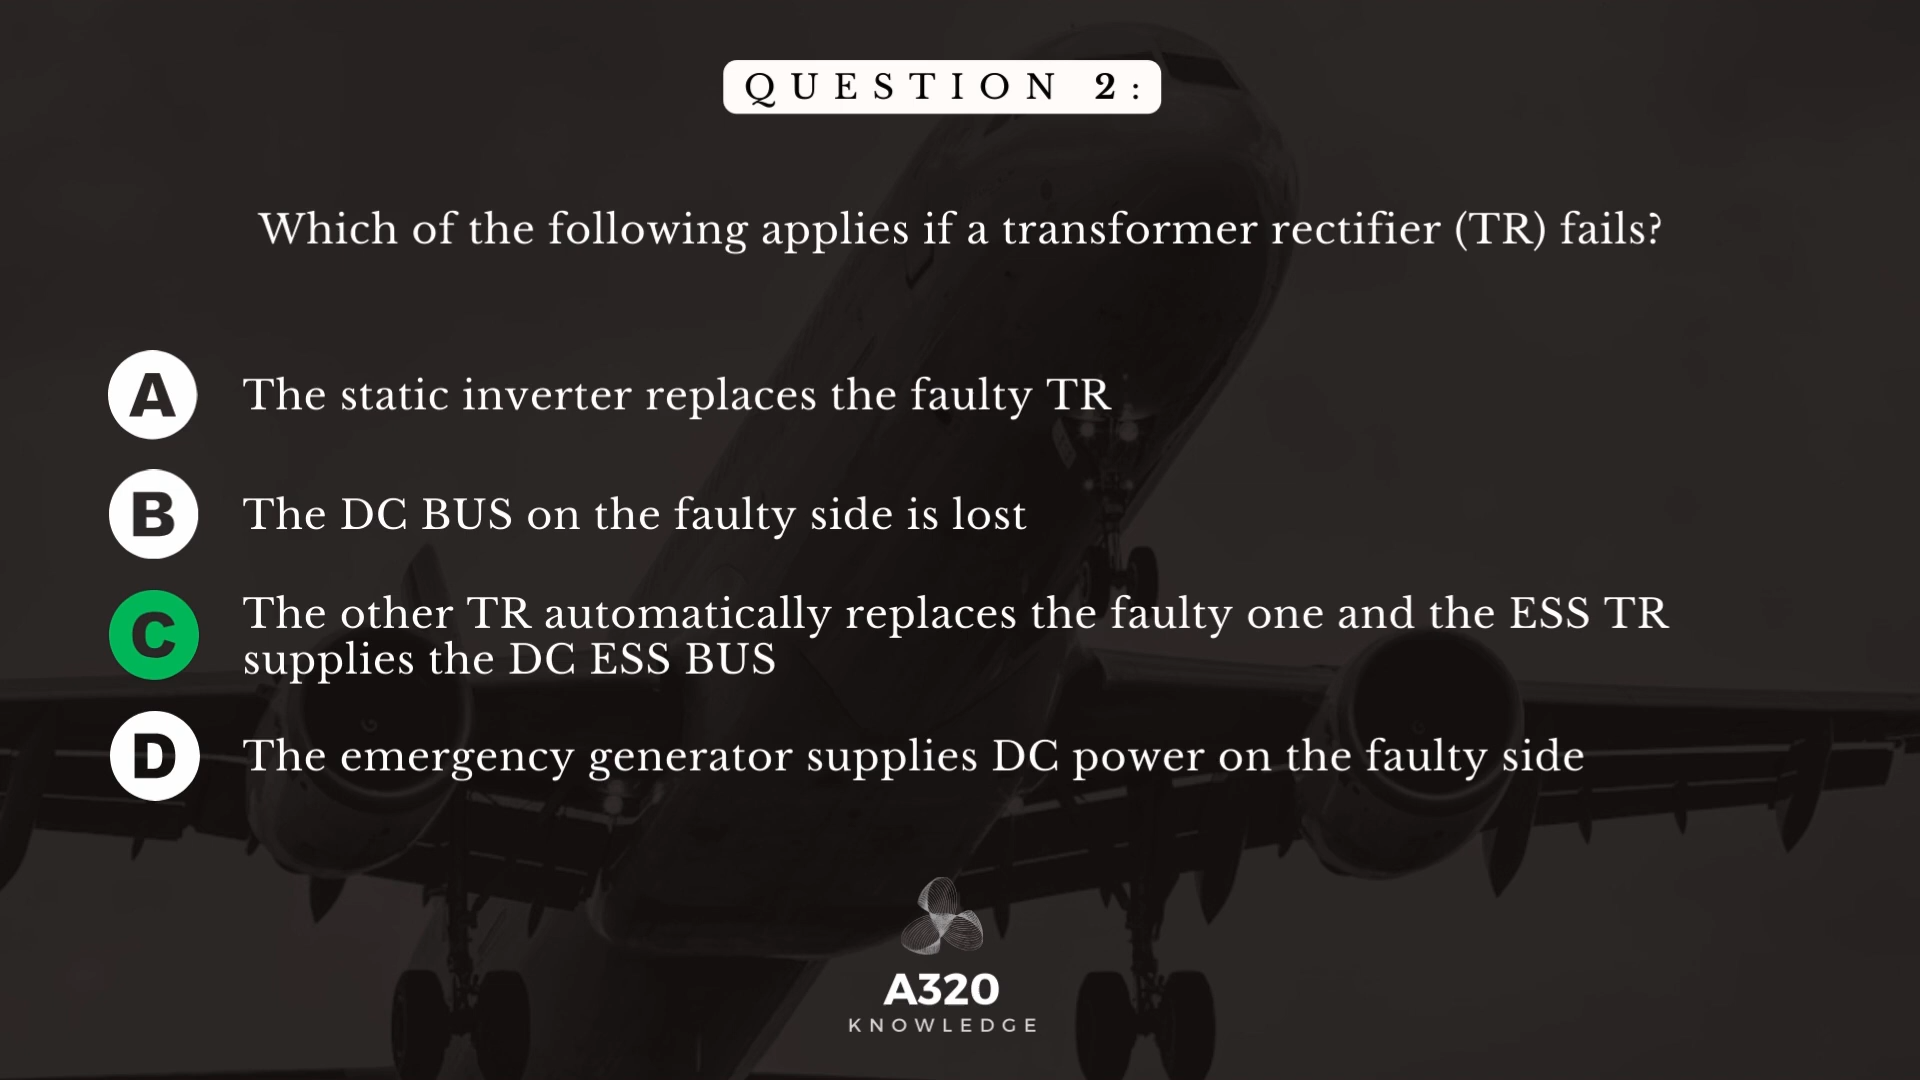 QUESTION 2:
Which of the following applies if a transformer rectifier (TR) fails?
A The static inverter replaces the faulty TR
B The DC BUS on the faulty side is lost
C The other TR automatically replaces the faulty one and the ESS TR
supplies the DC ESS BUS
D The emergency generator supplies DC power on the faulty side
A320
KNOWLEDGE